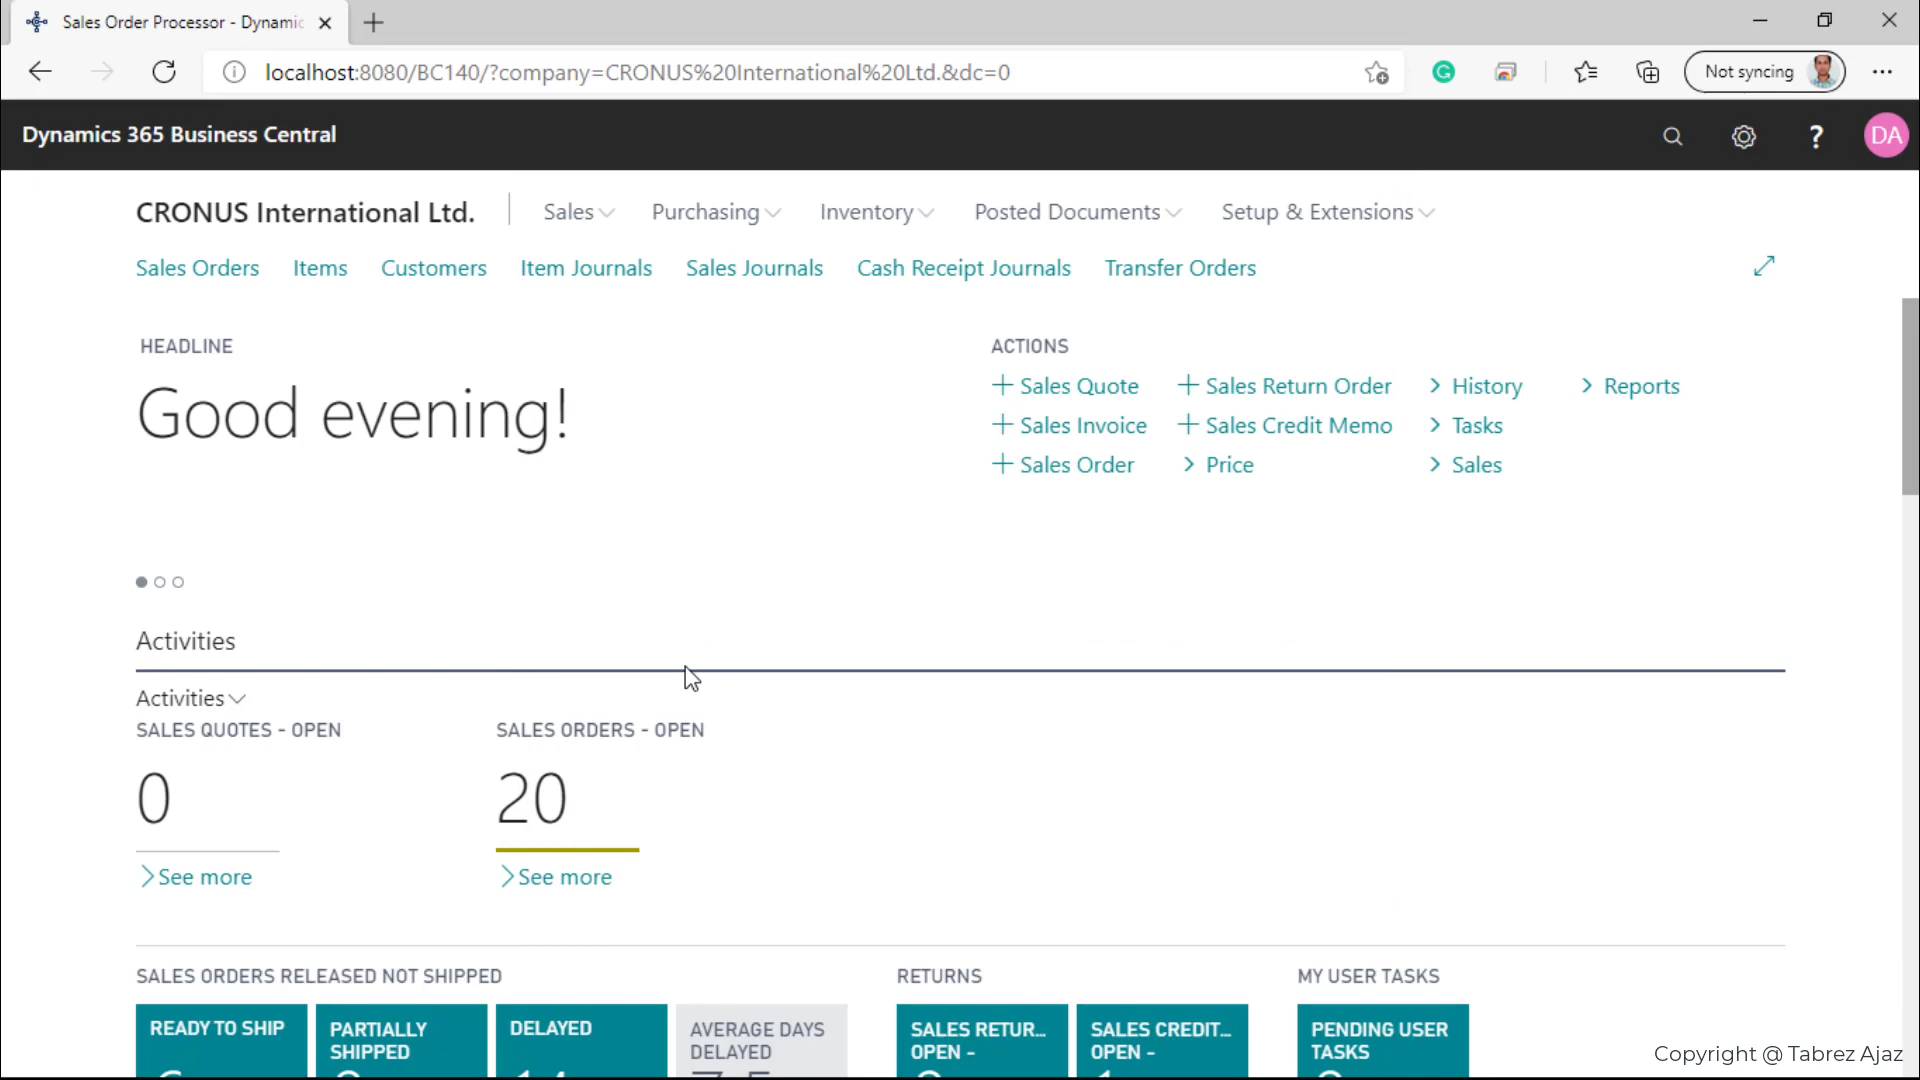 Sales Order Processor - Dynamic
localhost:8080/BC140/?company=CRONUS%20International%20Ltd.&dc=0
Not syncing
Dynamics 365 Business Central
?
DA
CRONUS International Ltd.
Sales
Purchasing
Inventory
Posted Documents
Setup & Extensions
Sales Orders
Items
Customers
Item Journals
Sales Journals
Cash Receipt Journals
Transfer Orders
HEADLINE
Good evening!
ACTIONS
+ Sales Quote
+ Sales Return Order
> History
> Reports
+ Sales Invoice
+ Sales Credit Memo
> Tasks
+ Sales Order
> Price
> Sales
Activities
Activities
SALES QUOTES - OPEN
SALES ORDERS - OPEN
0
20
>See more
>See more
SALES ORDERS RELEASED NOT SHIPPED
RETURNS
MY USER TASKS
READY TO SHIP
PARTIALLY
SHIPPED
DELAYED
AVERAGE DAYS
DELAYED
SALES RETUR...
OPEN -
SALES CREDIT...
OPEN -
PENDING USER
TASKS
Copyright @ Tabrez Ajaz